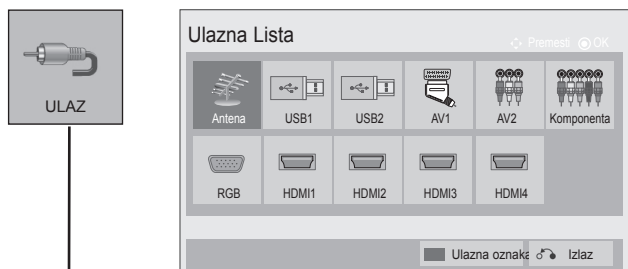 ULAZ
Ulazna Lista
Premesti OK
Antena USB1 USB2 AV1 AV2 Komponenta
RGB HDMI1 HDMI2 HDMI3 HDMI4
Ulazna oznaka Izlaz